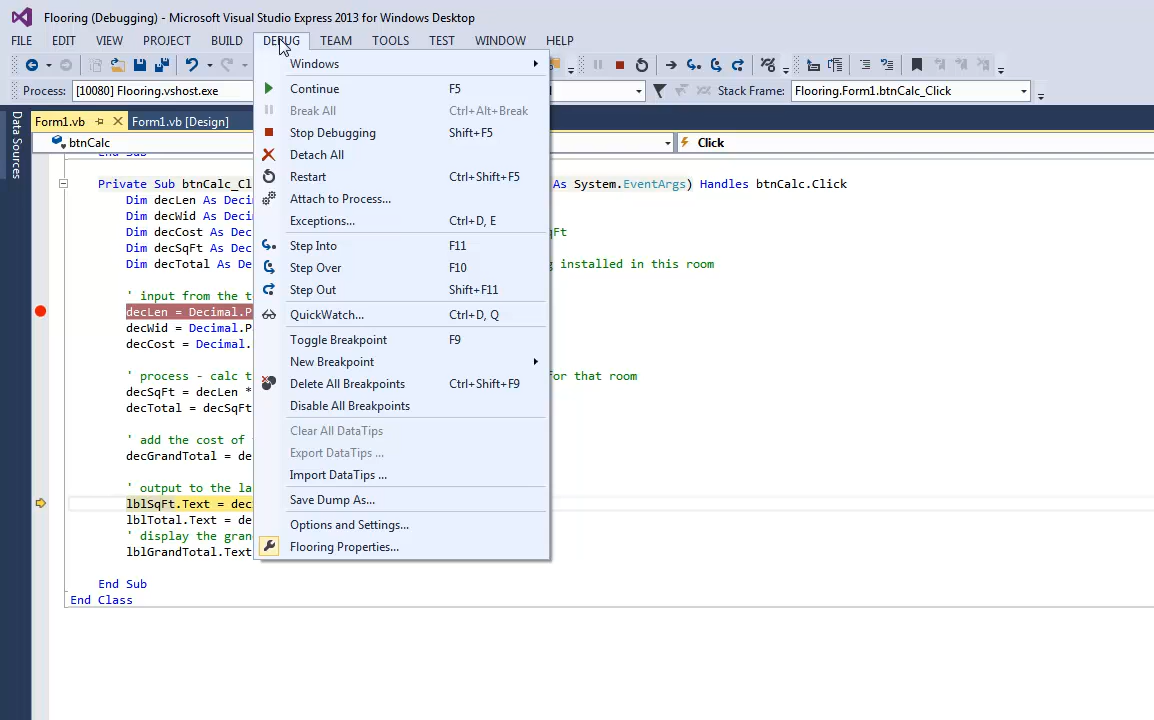 Flooring (Debugging) - Microsoft Visual Studio Express 2013 for Windows Desktop
FILE EDIT VIEW PROJECT BUILD DEBUG TEAM TOOLS TEST WINDOW HELP
Process: [10080] Flooring.vshost.exe Stack Frame: Flooring.Form1.btnCalc_Click
Form1.vb Form1.vb [Design]
btnCalc Click
Data Sources
End Sub
Private Sub btnCalc_Cl As System.EventArgs) Handles btnCalc.Click
Dim decLen As Deci
Dim decWid As Deci
Dim decCost As Dec Ft
Dim decSqFt As Dec
Dim decTotal As De g installed in this room
' input from the t
decLen = Decimal.P
decWid = Decimal.P
decCost = Decimal.
' process - calc t for that room
decSqFt = decLen *
decTotal = decSqFt
' add the cost of
decGrandTotal = de
' output to the la
lblSqFt.Text = dec
lblTotal.Text = de
' display the gran
lblGrandTotal.Text
End Sub
End Class
Windows
Continue F5
Break All Ctrl+Alt+Break
Stop Debugging Shift+F5
Detach All
Restart Ctrl+Shift+F5
Attach to Process...
Exceptions... Ctrl+D, E
Step Into F11
Step Over F10
Step Out Shift+F11
QuickWatch... Ctrl+D, Q
Toggle Breakpoint F9
New Breakpoint
Delete All Breakpoints Ctrl+Shift+F9
Disable All Breakpoints
Clear All DataTips
Export DataTips ...
Import DataTips ...
Save Dump As...
Options and Settings...
Flooring Properties...